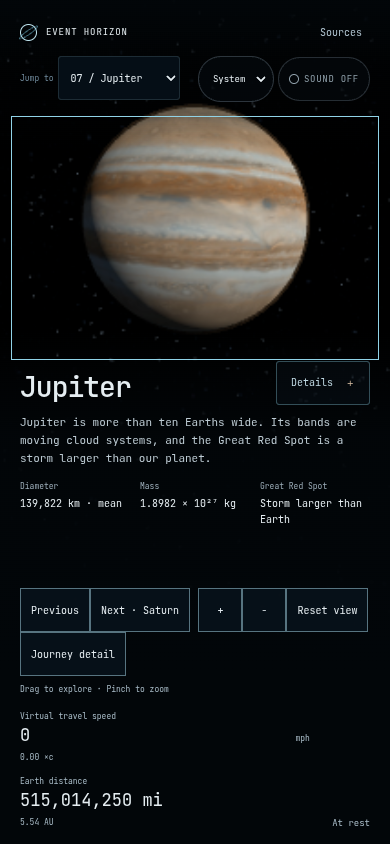 EVENT HORIZON
Sources
Jump to
07 / Jupiter
System
SOUND OFF
Jupiter
Details +
Jupiter is more than ten Earths wide. Its bands are
moving cloud systems, and the Great Red Spot is a
storm larger than our planet.
Diameter
139,822 km · mean
Mass
1.8982 × 10²⁷ kg
Great Red Spot
Storm larger than
Earth
Previous
Next · Saturn
+
-
Reset view
Journey detail
Drag to explore · Pinch to zoom
Virtual travel speed
0 mph
0.00 ×c
Earth distance
515,014,250 mi
5.54 AU
At rest